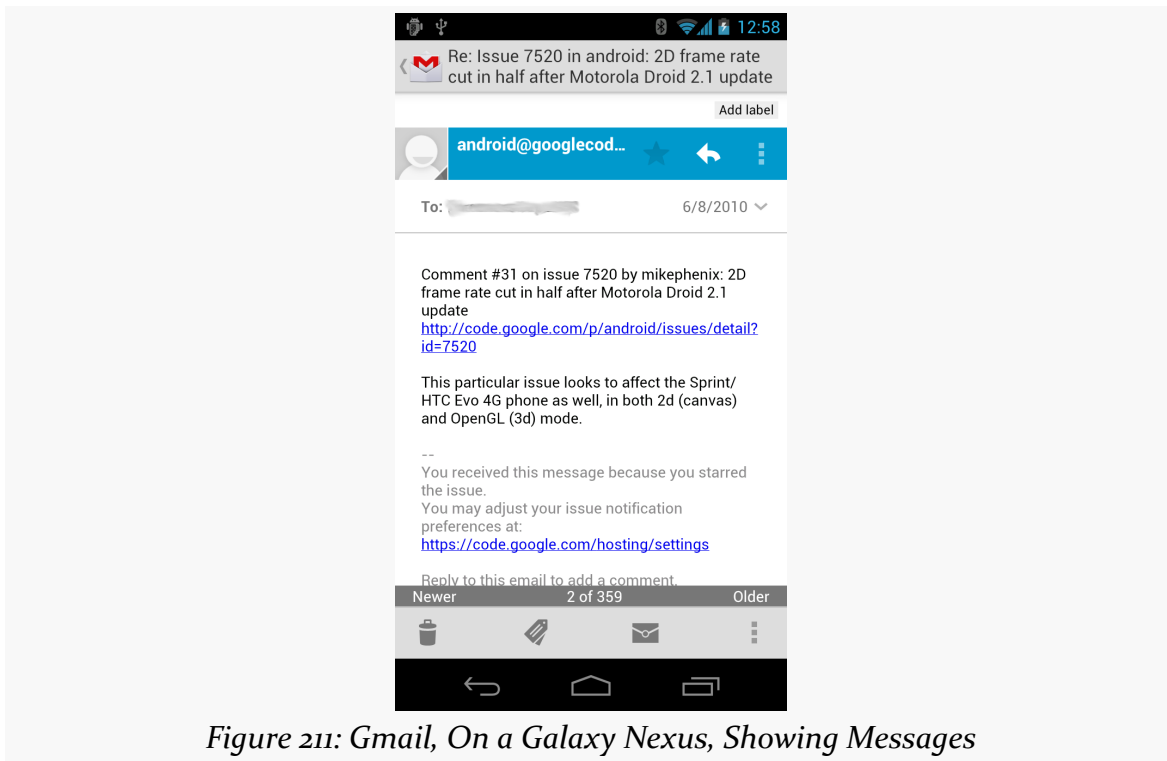 12:58
Re: Issue 7520 in android: 2D frame rate
cut in half after Motorola Droid 2.1 update
Add label
android@googlecod…
To:
6/8/2010
Comment #31 on issue 7520 by mikephenix: 2D
frame rate cut in half after Motorola Droid 2.1
update
http://code.google.com/p/android/issues/detail?
id=7520
This particular issue looks to affect the Sprint/
HTC Evo 4G phone as well, in both 2d (canvas)
and OpenGL (3d) mode.
--
You received this message because you starred
the issue.
You may adjust your issue notification
preferences at:
https://code.google.com/hosting/settings
Reply to this email to add a comment.
Newer 2 of 359 Older
Figure 211: Gmail, On a Galaxy Nexus, Showing Messages